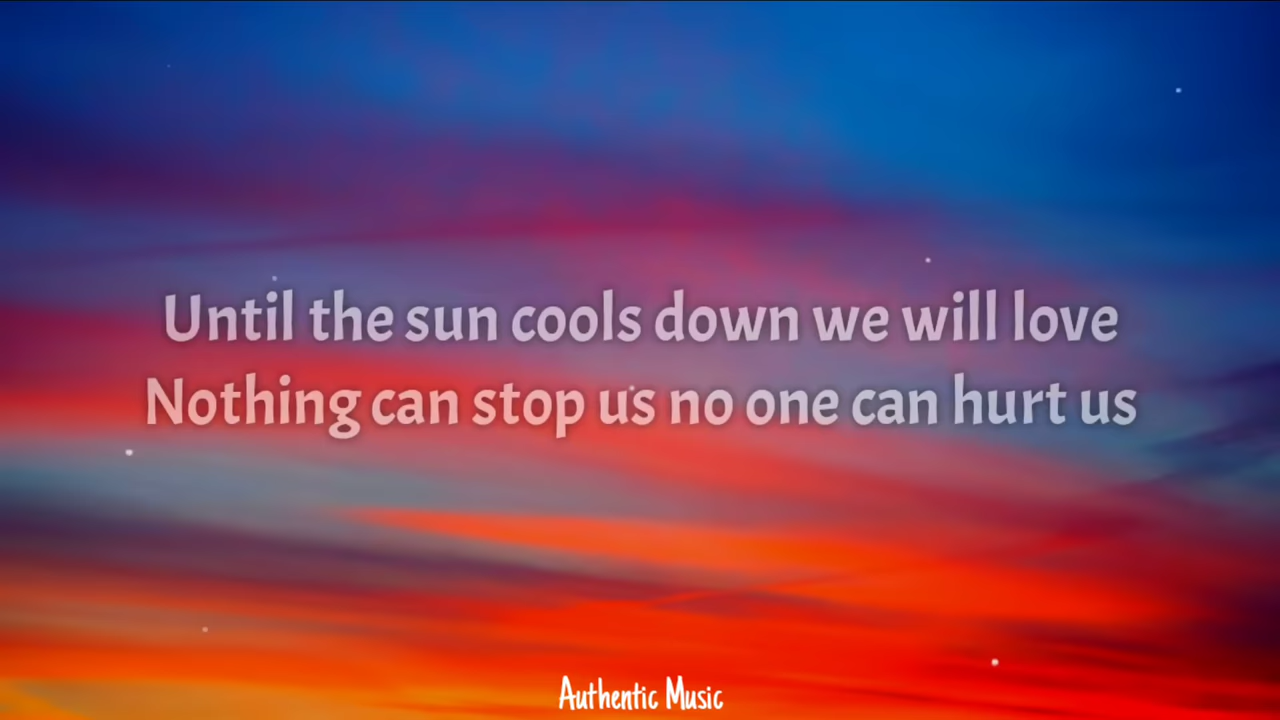 Until the sun cools down we will love
Nothing can stop us no one can hurt us
Authentic Music